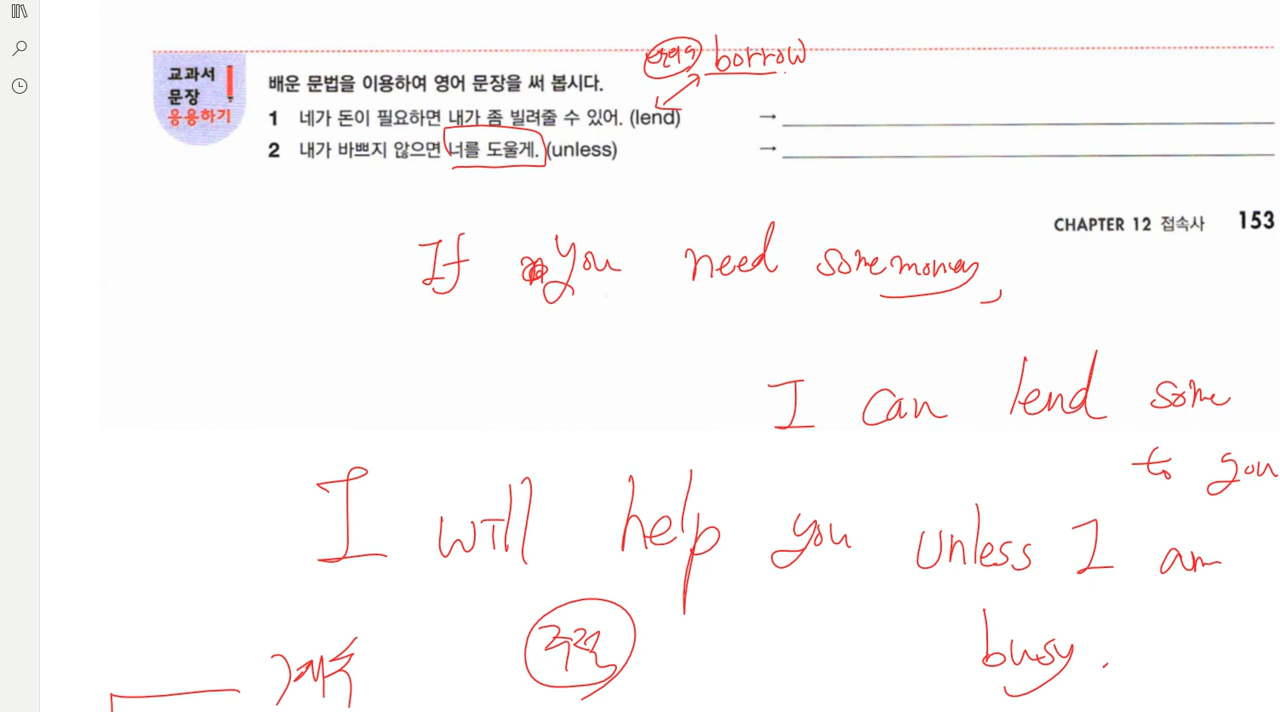 borrow
교과서
문장
응용하기
배운 문법을 이용하여 영어 문장을 써 봅시다.
1 네가 돈이 필요하면 내가 좀 빌려줄 수 있어. (lend) →
2 내가 바쁘지 않으면 너를 도울게. (unless) →
CHAPTER 12 접속사 153
If you need some money,
I can lend some
to you
I will help you unless I am
busy.
주절